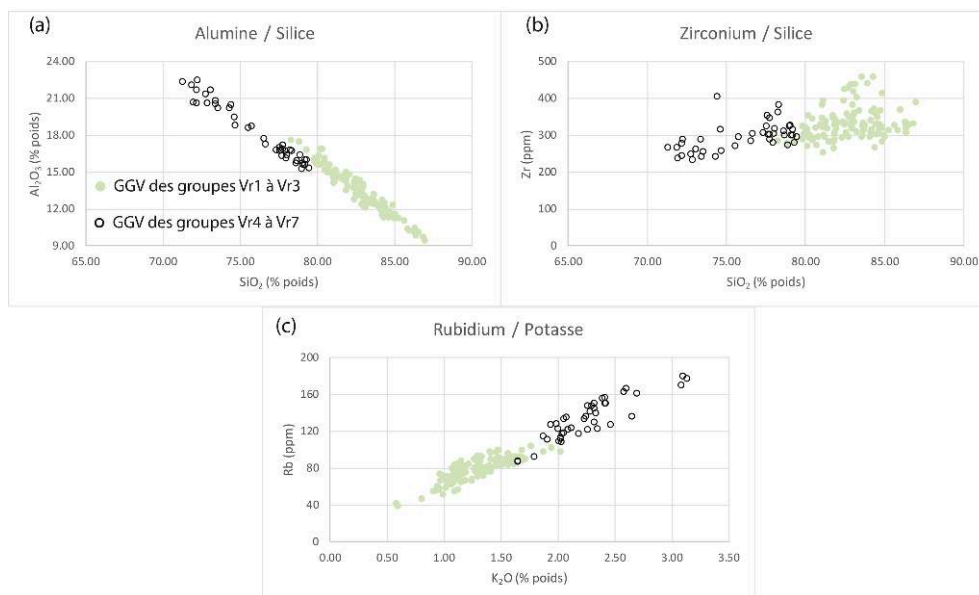 (a)
Alumine / Silice
24.00
21.00
18.00
15.00
12.00
9.00
Al₂O₃ (% poids)
GGV des groupes Vr1 à Vr3
GGV des groupes Vr4 à Vr7
65.00 70.00 75.00 80.00 85.00 90.00
SiO₂ (% poids)
(b)
Zirconium / Silice
500
400
300
200
100
0
Zr (ppm)
65.00 70.00 75.00 80.00 85.00 90.00
SiO₂ (% poids)
(c)
Rubidium / Potasse
200
160
120
80
40
0
Rb (ppm)
0.00 0.50 1.00 1.50 2.00 2.50 3.00 3.50
K₂O (% poids)